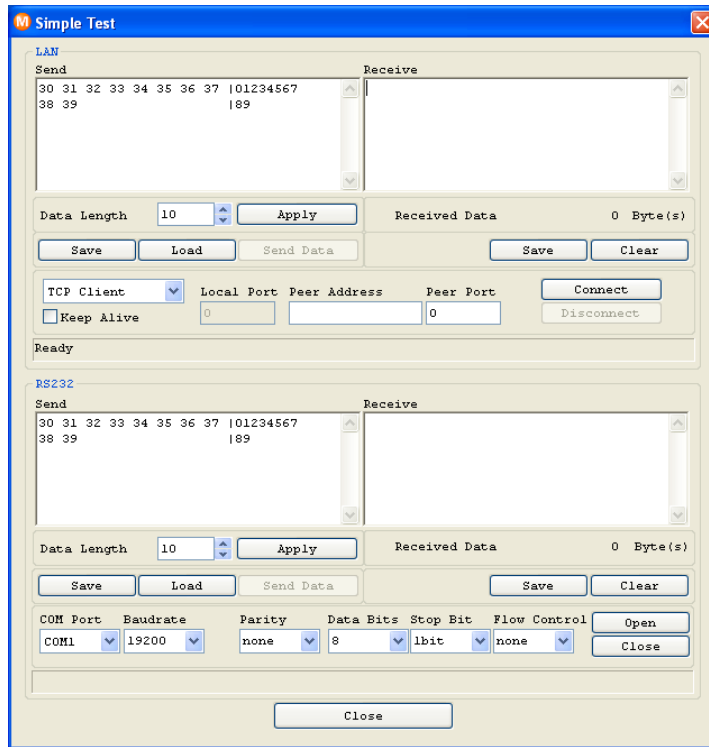 M Simple Test
LAN
Send Receive
30 31 32 33 34 35 36 37 |01234567
38 39 |89
Data Length 10 Apply Received Data 0 Byte(s)
Save Load Send Data Save Clear
TCP Client Local Port Peer Address Peer Port Connect
Keep Alive 0 0 Disconnect
Ready
RS232
Send Receive
30 31 32 33 34 35 36 37 |01234567
38 39 |89
Data Length 10 Apply Received Data 0 Byte(s)
Save Load Send Data Save Clear
COM Port Baudrate Parity Data Bits Stop Bit Flow Control Open
COM1 19200 none 8 1bit none Close
Close